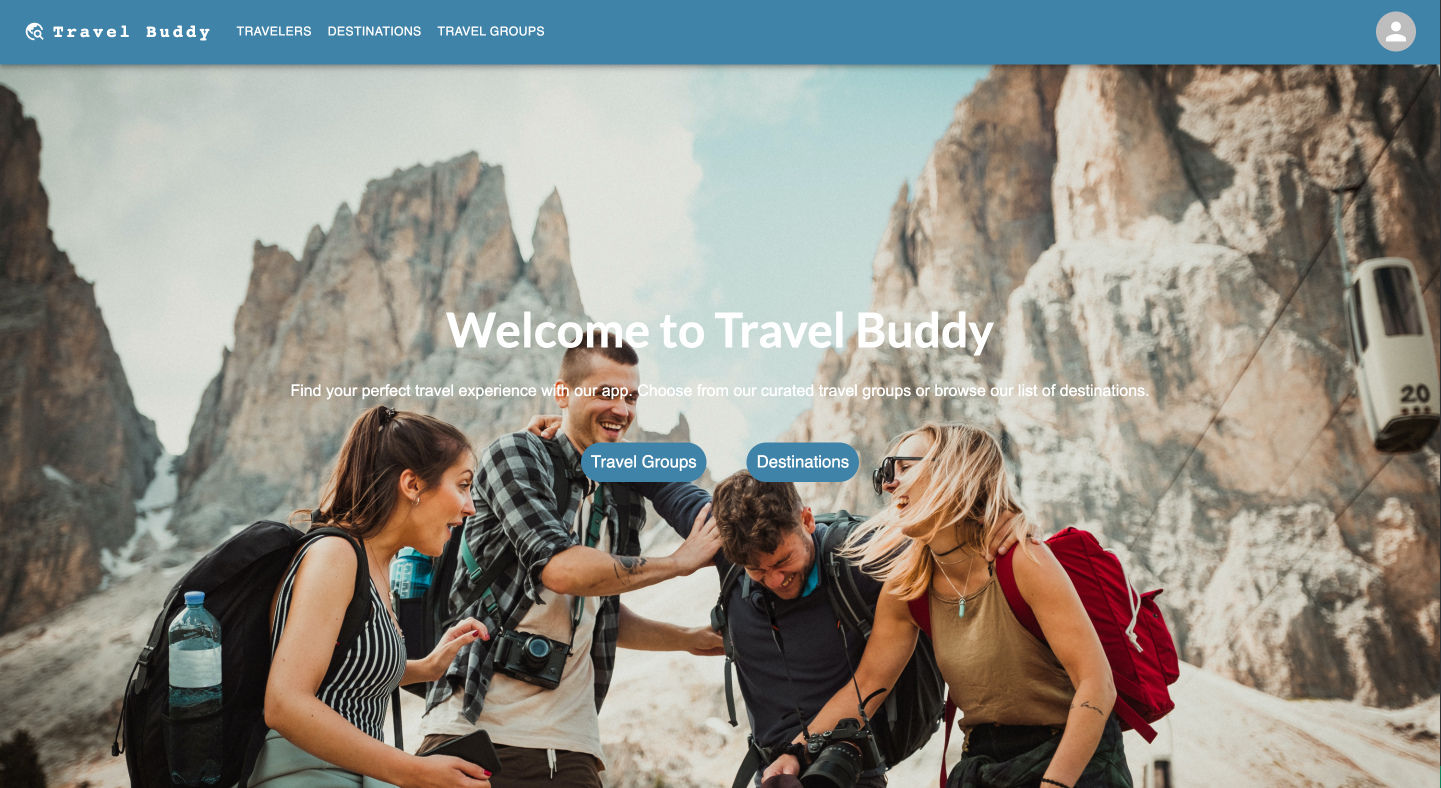 Travel Buddy TRAVELERS DESTINATIONS TRAVEL GROUPS
Welcome to Travel Buddy
Find your perfect travel experience with our app. Choose from our curated travel groups or browse our list of destinations.
Travel Groups Destinations
20